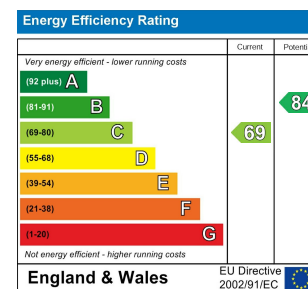 Energy Efficiency Rating
Current Potenti
Very energy efficient - lower running costs
(92 plus) A
(81-91) B
84
(69-80) C
69
(55-68) D
(39-54) E
(21-38) F
(1-20) G
Not energy efficient - higher running costs
England & Wales
EU Directive
2002/91/EC